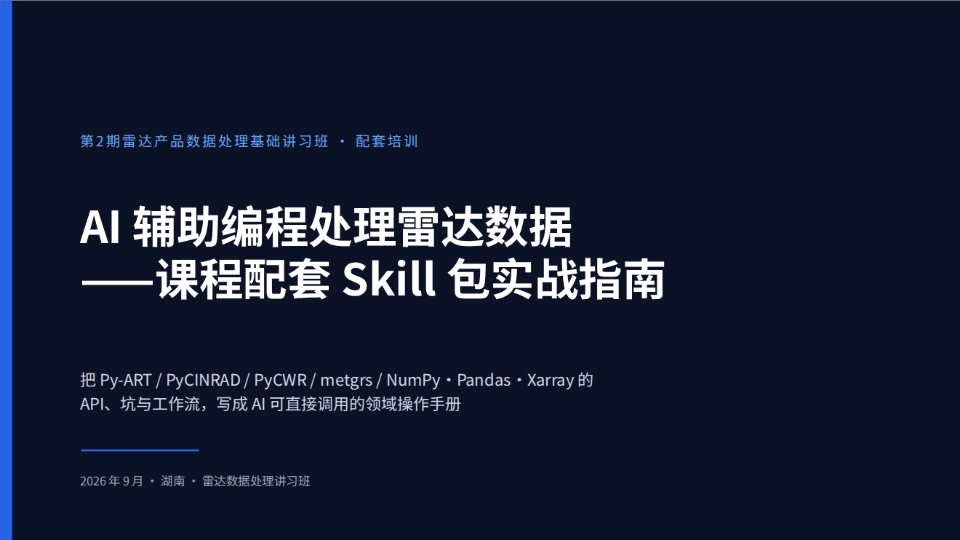 第2期雷达产品数据处理基础讲习班 · 配套培训
AI 辅助编程处理雷达数据
——课程配套 Skill 包实战指南
把 Py-ART / PyCINRAD / PyCWR / metgrs / NumPy · Pandas · Xarray 的
API、坑与工作流，写成 AI 可直接调用的领域操作手册
2026 年 9 月 · 湖南 · 雷达数据处理讲习班